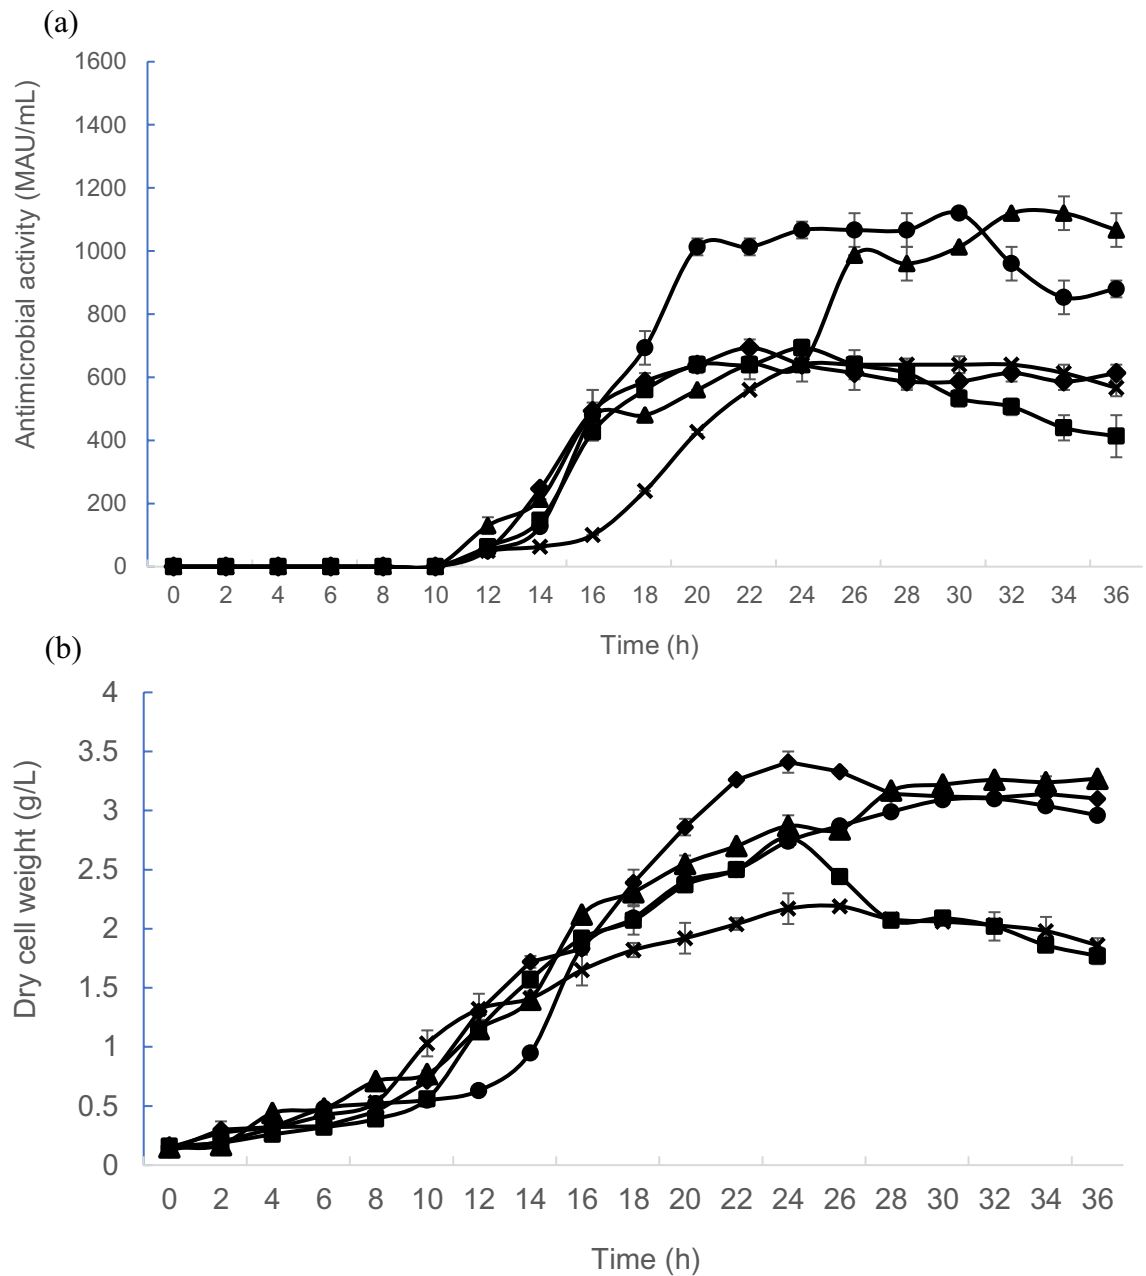 (a)
1600
1400
1200
1000
800
600
400
200
0
Antimicrobial activity (MAU/mL)
0 2 4 6 8 10 12 14 16 18 20 22 24 26 28 30 32 34 36
Time (h)
(b)
4
3.5
3
2.5
2
1.5
1
0.5
0
Dry cell weight (g/L)
0 2 4 6 8 10 12 14 16 18 20 22 24 26 28 30 32 34 36
Time (h)